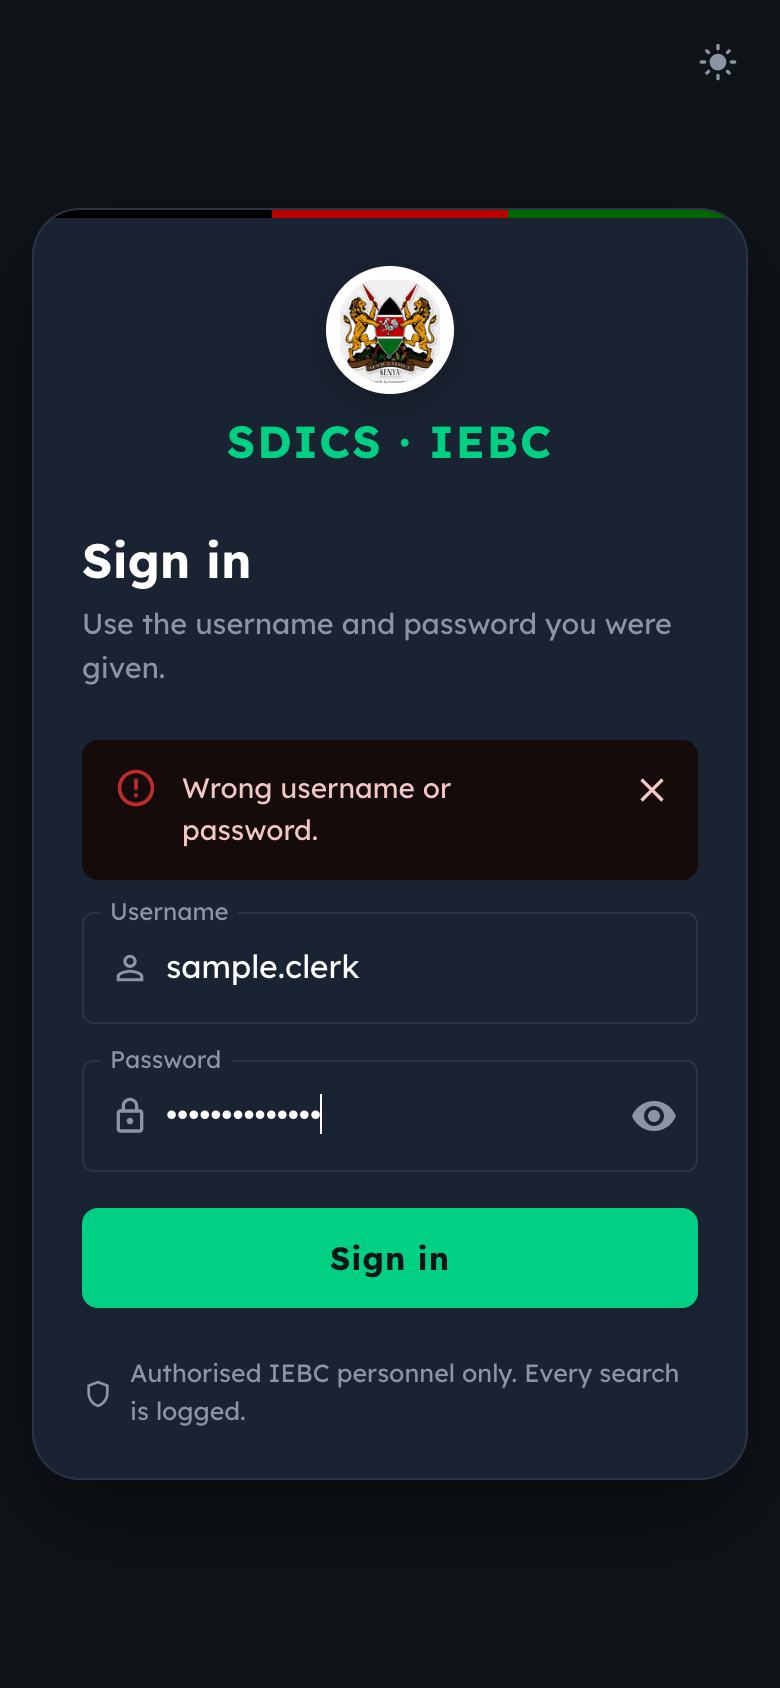 KENYA
SDICS · IEBC
Sign in
Use the username and password you were
given.
Wrong username or
password.
Username
sample.clerk
Password
••••••••••••••
Sign in
Authorised IEBC personnel only. Every search
is logged.